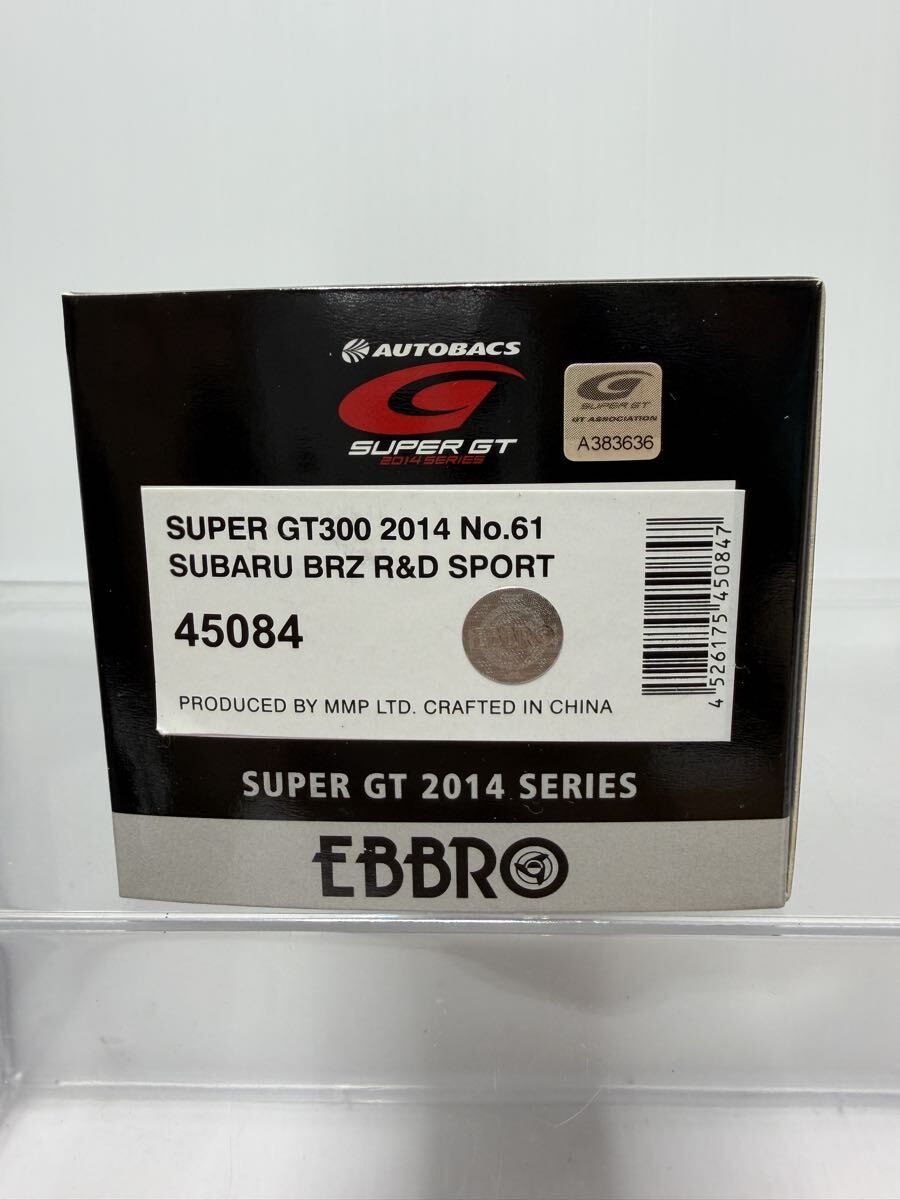 AUTOBACS
SUPER GT
2014 SERIES
SUPER GT
GT ASSOCIATION
A383636
SUPER GT300 2014 No.61
SUBARU BRZ R&D SPORT
45084
EBBRO
PRODUCED BY MMP LTD. CRAFTED IN CHINA
4 526175 450847
SUPER GT 2014 SERIES
EBBRO